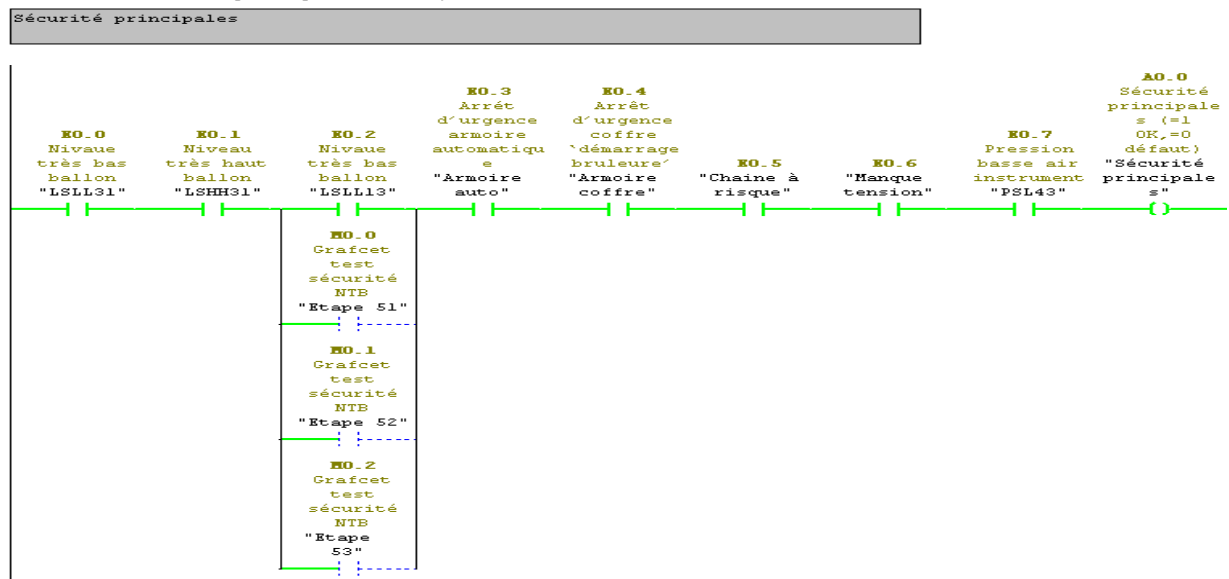 Sécurité principales
E0.0
Nivaue
très bas
ballon
"LSLL31"
E0.1
Niveau
très haut
ballon
"LSHH31"
E0.2
Nivaue
très bas
ballon
"LSLL13"
E0.3
Arrét
d'urgence
armoire
automatiqu
e
"Armoire
auto"
E0.4
Arrêt
d'urgence
coffre
`démarrage
bruleure´
"Armoire
coffre"
E0.5
"Chaine à
risque"
E0.6
"Manque
tension"
E0.7
Pression
basse air
instrument
"PSL43"
A0.0
Sécurité
principale
s (=1
OK,=0
défaut)
"Sécurité
principale
s"
M0.0
Grafcet
test
sécurité
NTB
"Etape 51"
M0.1
Grafcet
test
sécurité
NTB
"Etape 52"
M0.2
Grafcet
test
sécurité
NTB
"Etape
53"